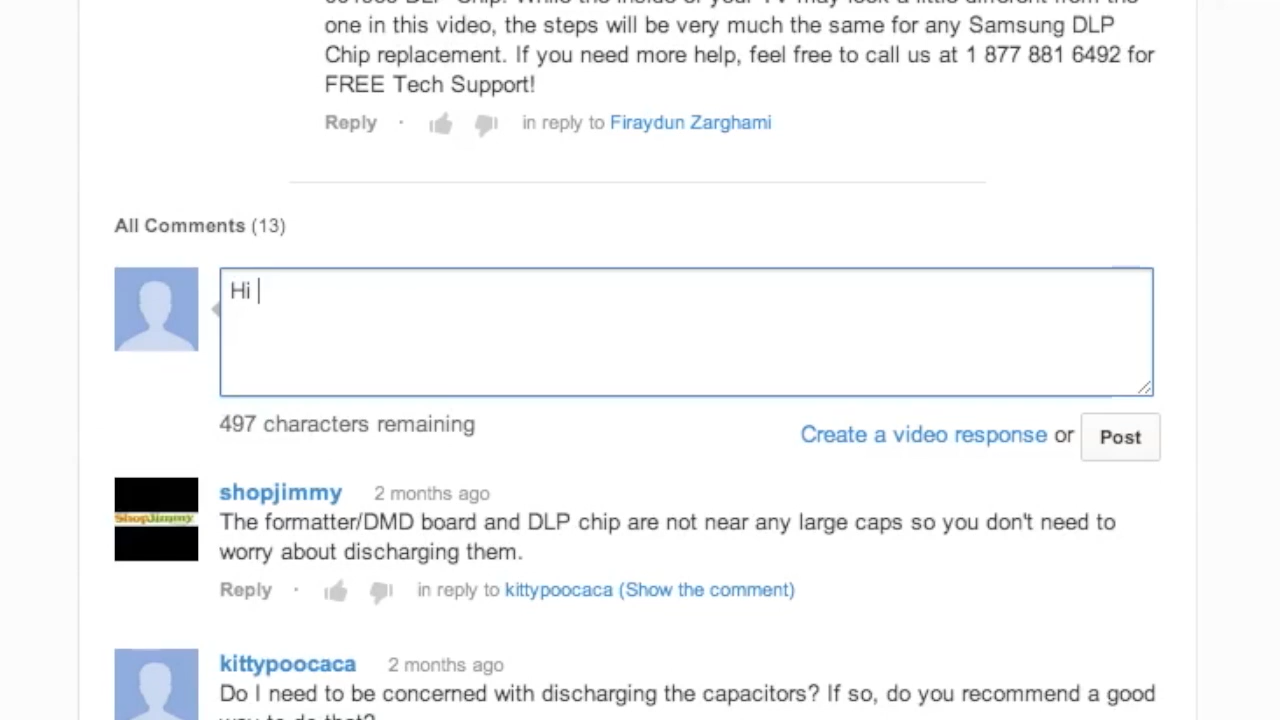 one in this video, the steps will be very much the same for any Samsung DLP
Chip replacement. If you need more help, feel free to call us at 1 877 881 6492 for
FREE Tech Support!
Reply · in reply to Firaydun Zarghami
All Comments (13)
Hi
497 characters remaining
Create a video response or Post
shopjimmy 2 months ago
The formatter/DMD board and DLP chip are not near any large caps so you don't need to
worry about discharging them.
Reply · in reply to kittypoocaca (Show the comment)
kittypoocaca 2 months ago
Do I need to be concerned with discharging the capacitors? If so, do you recommend a good
way to do that?